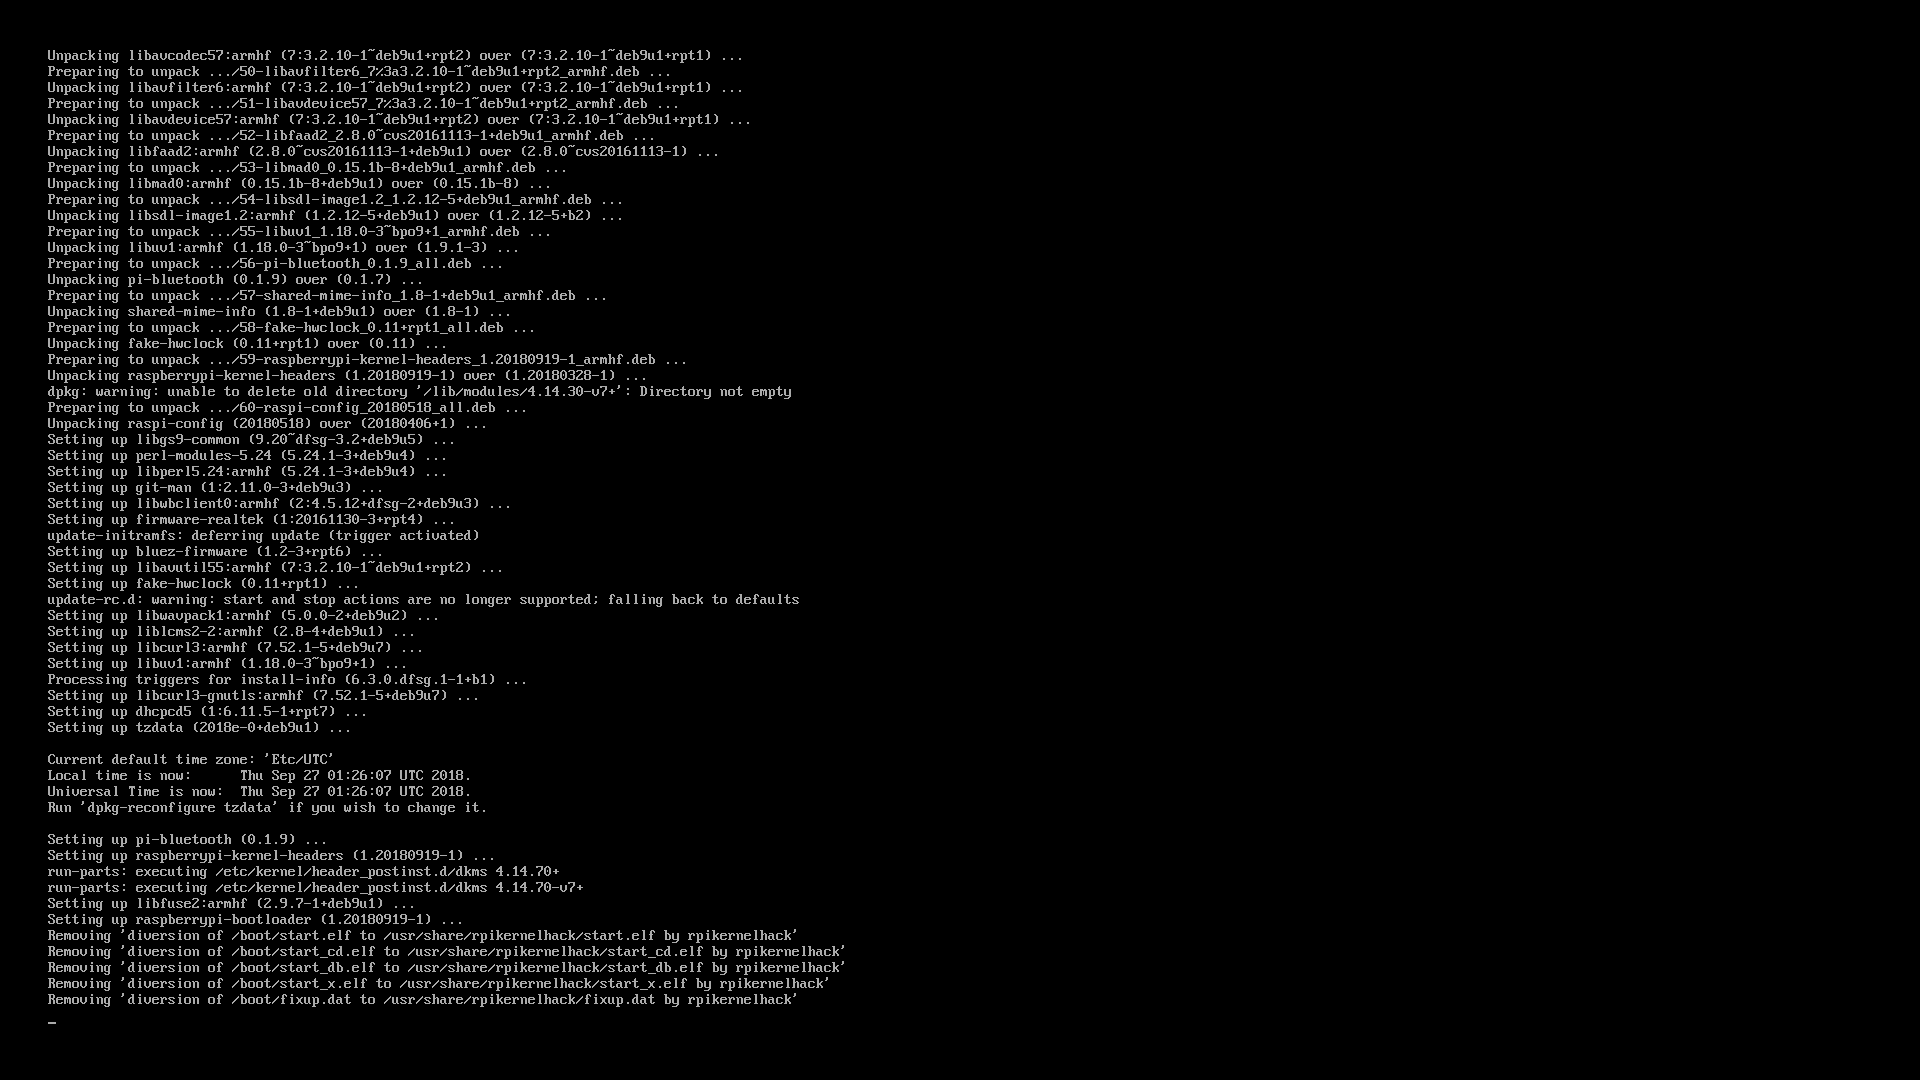 Unpacking libavcodec57:armhf (7:3.2.10-1~deb9u1+rpt2) over (7:3.2.10-1~deb9u1+rpt1) ...
Preparing to unpack .../50-libavfilter6_7%3a3.2.10-1~deb9u1+rpt2_armhf.deb ...
Unpacking libavfilter6:armhf (7:3.2.10-1~deb9u1+rpt2) over (7:3.2.10-1~deb9u1+rpt1) ...
Preparing to unpack .../51-libavdevice57_7%3a3.2.10-1~deb9u1+rpt2_armhf.deb ...
Unpacking libavdevice57:armhf (7:3.2.10-1~deb9u1+rpt2) over (7:3.2.10-1~deb9u1+rpt1) ...
Preparing to unpack .../52-libfaad2_2.8.0~cvs20161113-1+deb9u1_armhf.deb ...
Unpacking libfaad2:armhf (2.8.0~cvs20161113-1+deb9u1) over (2.8.0~cvs20161113-1) ...
Preparing to unpack .../53-libmad0_0.15.1b-8+deb9u1_armhf.deb ...
Unpacking libmad0:armhf (0.15.1b-8+deb9u1) over (0.15.1b-8) ...
Preparing to unpack .../54-libsdl-image1.2_1.2.12-5+deb9u1_armhf.deb ...
Unpacking libsdl-image1.2:armhf (1.2.12-5+deb9u1) over (1.2.12-5+b2) ...
Preparing to unpack .../55-libuv1_1.18.0-3~bpo9+1_armhf.deb ...
Unpacking libuv1:armhf (1.18.0-3~bpo9+1) over (1.9.1-3) ...
Preparing to unpack .../56-pi-bluetooth_0.1.9_all.deb ...
Unpacking pi-bluetooth (0.1.9) over (0.1.7) ...
Preparing to unpack .../57-shared-mime-info_1.8-1+deb9u1_armhf.deb ...
Unpacking shared-mime-info (1.8-1+deb9u1) over (1.8-1) ...
Preparing to unpack .../58-fake-hwclock_0.11+rpt1_all.deb ...
Unpacking fake-hwclock (0.11+rpt1) over (0.11) ...
Preparing to unpack .../59-raspberrypi-kernel-headers_1.20180919-1_armhf.deb ...
Unpacking raspberrypi-kernel-headers (1.20180919-1) over (1.20180328-1) ...
dpkg: warning: unable to delete old directory '/lib/modules/4.14.30-v7+': Directory not empty
Preparing to unpack .../60-raspi-config_20180518_all.deb ...
Unpacking raspi-config (20180518) over (20180406+1) ...
Setting up libgs9-common (9.20~dfsg-3.2+deb9u5) ...
Setting up perl-modules-5.24 (5.24.1-3+deb9u4) ...
Setting up libperl5.24:armhf (5.24.1-3+deb9u4) ...
Setting up git-man (1:2.11.0-3+deb9u3) ...
Setting up libwbclient0:armhf (2:4.5.12+dfsg-2+deb9u3) ...
Setting up firmware-realtek (1:20161130-3+rpt4) ...
update-initramfs: deferring update (trigger activated)
Setting up bluez-firmware (1.2-3+rpt6) ...
Setting up libavutil55:armhf (7:3.2.10-1~deb9u1+rpt2) ...
Setting up fake-hwclock (0.11+rpt1) ...
update-rc.d: warning: start and stop actions are no longer supported; falling back to defaults
Setting up libwavpack1:armhf (5.0.0-2+deb9u2) ...
Setting up liblcms2-2:armhf (2.8-4+deb9u1) ...
Setting up libcurl3:armhf (7.52.1-5+deb9u7) ...
Setting up libuv1:armhf (1.18.0-3~bpo9+1) ...
Processing triggers for install-info (6.3.0.dfsg.1-1+b1) ...
Setting up libcurl3-gnutls:armhf (7.52.1-5+deb9u7) ...
Setting up dhcpcd5 (1:6.11.5-1+rpt7) ...
Setting up tzdata (2018e-0+deb9u1) ...

Current default time zone: 'Etc/UTC'
Local time is now:      Thu Sep 27 01:26:07 UTC 2018.
Universal Time is now:  Thu Sep 27 01:26:07 UTC 2018.
Run 'dpkg-reconfigure tzdata' if you wish to change it.

Setting up pi-bluetooth (0.1.9) ...
Setting up raspberrypi-kernel-headers (1.20180919-1) ...
run-parts: executing /etc/kernel/header_postinst.d/dkms 4.14.70+
run-parts: executing /etc/kernel/header_postinst.d/dkms 4.14.70-v7+
Setting up libfuse2:armhf (2.9.7-1+deb9u1) ...
Setting up raspberrypi-bootloader (1.20180919-1) ...
Removing 'diversion of /boot/start.elf to /usr/share/rpikernelhack/start.elf by rpikernelhack'
Removing 'diversion of /boot/start_cd.elf to /usr/share/rpikernelhack/start_cd.elf by rpikernelhack'
Removing 'diversion of /boot/start_db.elf to /usr/share/rpikernelhack/start_db.elf by rpikernelhack'
Removing 'diversion of /boot/start_x.elf to /usr/share/rpikernelhack/start_x.elf by rpikernelhack'
Removing 'diversion of /boot/fixup.dat to /usr/share/rpikernelhack/fixup.dat by rpikernelhack'
_